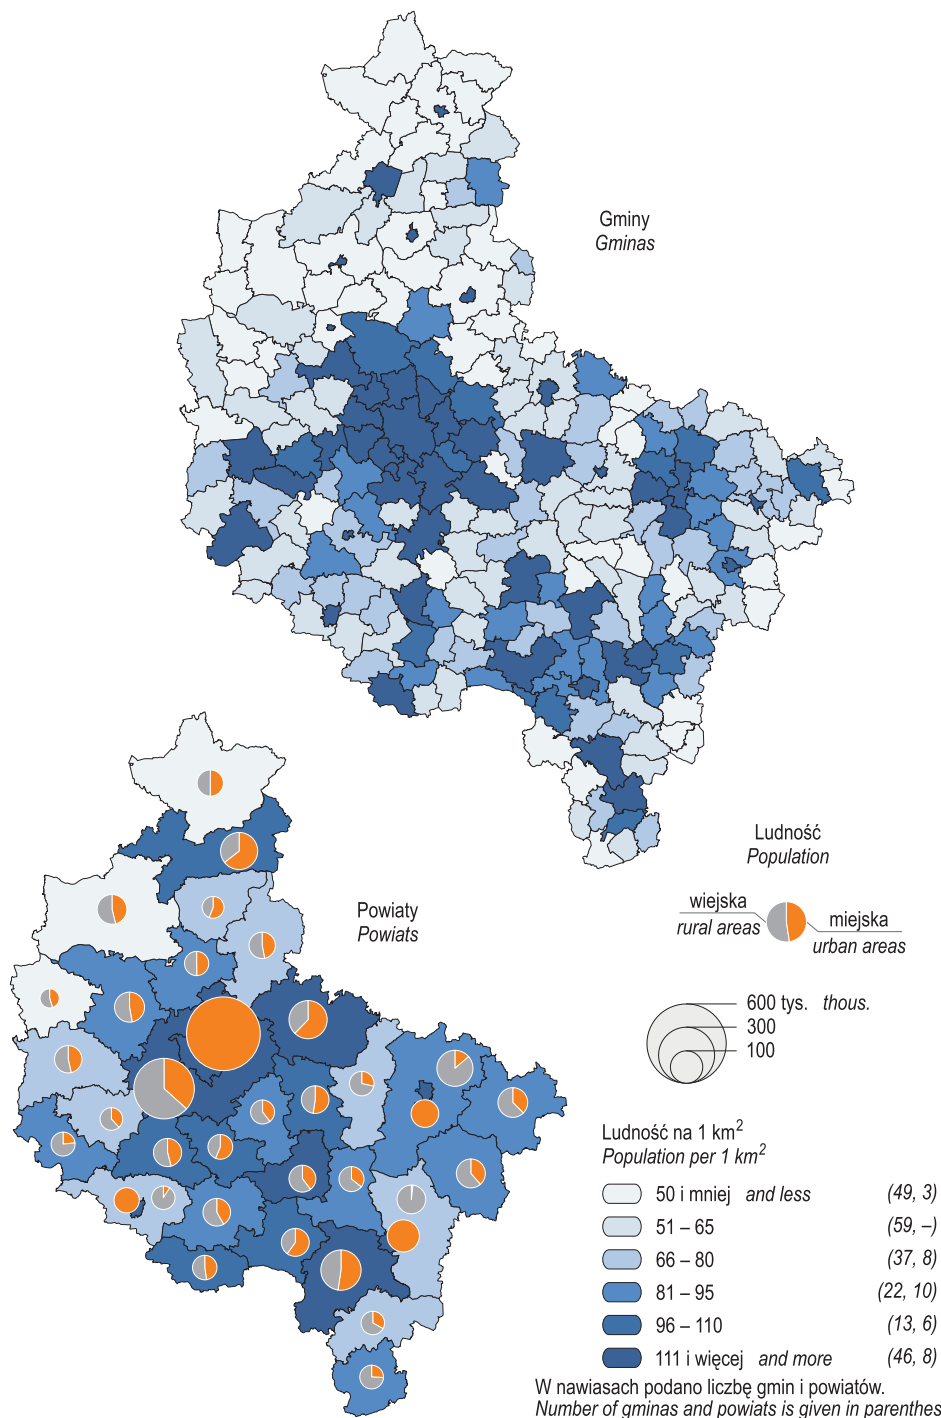 Gminy
Gminas
Powiaty
Powiats
Ludność
Population
wiejska
rural areas
miejska
urban areas
600 tys. thous.
300
100
Ludność na 1 km²
Population per 1 km²
50 i mniej and less (49, 3)
51 – 65 (59, –)
66 – 80 (37, 8)
81 – 95 (22, 10)
96 – 110 (13, 6)
111 i więcej and more (46, 8)
W nawiasach podano liczbę gmin i powiatów.
Number of gminas and powiats is given in parenthes